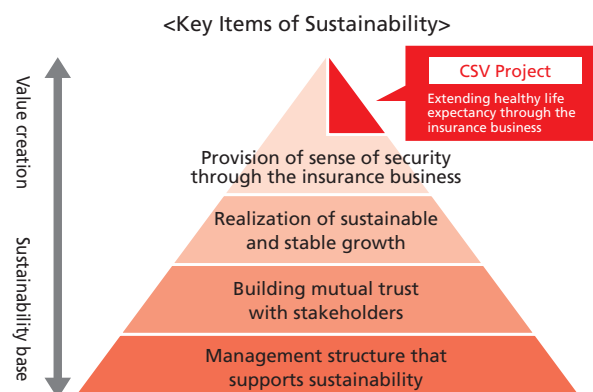 <Key Items of Sustainability>
CSV Project
Extending healthy life
expectancy through the
insurance business
Value creation
Sustainability base
Provision of sense of security
through the insurance business
Realization of sustainable
and stable growth
Building mutual trust
with stakeholders
Management structure that
supports sustainability